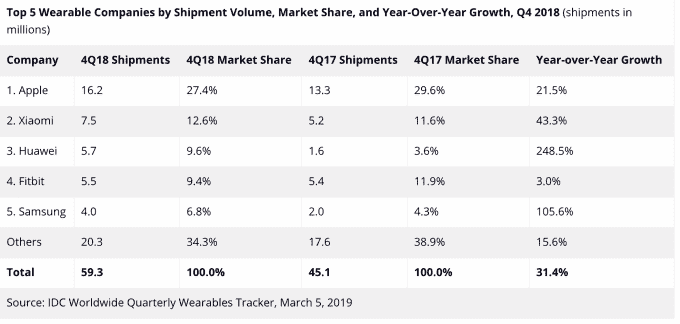 Top 5 Wearable Companies by Shipment Volume, Market Share, and Year-Over-Year Growth, Q4 2018 (shipments in
millions)
Company 4Q18 Shipments 4Q18 Market Share 4Q17 Shipments 4Q17 Market Share Year-over-Year Growth
1. Apple 16.2 27.4% 13.3 29.6% 21.5%
2. Xiaomi 7.5 12.6% 5.2 11.6% 43.3%
3. Huawei 5.7 9.6% 1.6 3.6% 248.5%
4. Fitbit 5.5 9.4% 5.4 11.9% 3.0%
5. Samsung 4.0 6.8% 2.0 4.3% 105.6%
Others 20.3 34.3% 17.6 38.9% 15.6%
Total 59.3 100.0% 45.1 100.0% 31.4%
Source: IDC Worldwide Quarterly Wearables Tracker, March 5, 2019